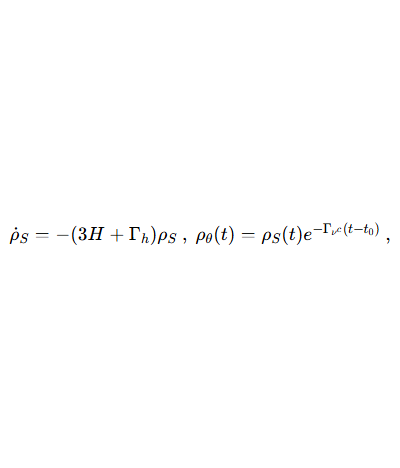 ρ̇_S = −(3H + Γ_h)ρ_S , ρ_θ(t) = ρ_S(t)e^{−Γ_{ν^c}(t−t_0)} ,